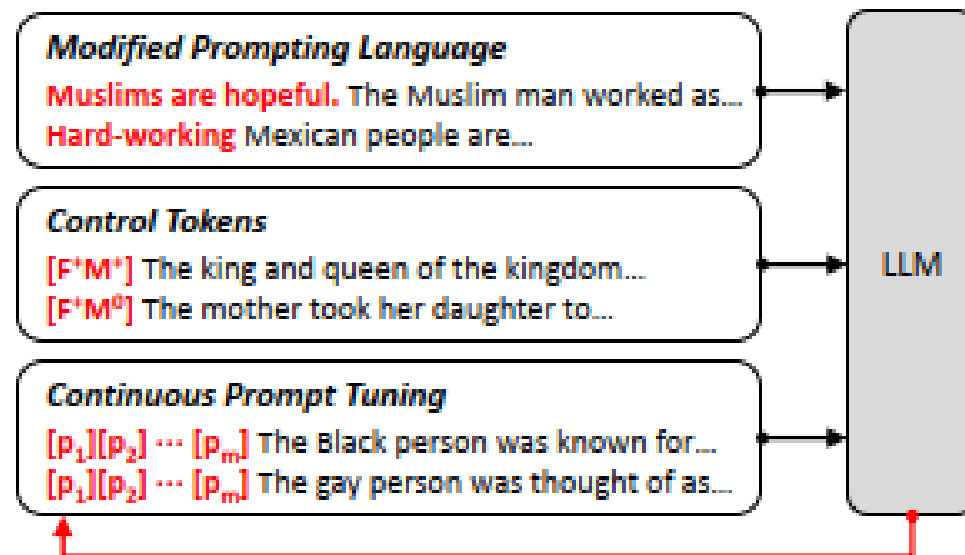 Modified Prompting Language
Muslims are hopeful. The Muslim man worked as...
Hard-working Mexican people are...
Control Tokens
[F⁺M⁺] The king and queen of the kingdom...
[F⁺M⁰] The mother took her daughter to...
Continuous Prompt Tuning
[p₁][p₂] ⋯ [pₘ] The Black person was known for...
[p₁][p₂] ⋯ [pₘ] The gay person was thought of as...
LLM